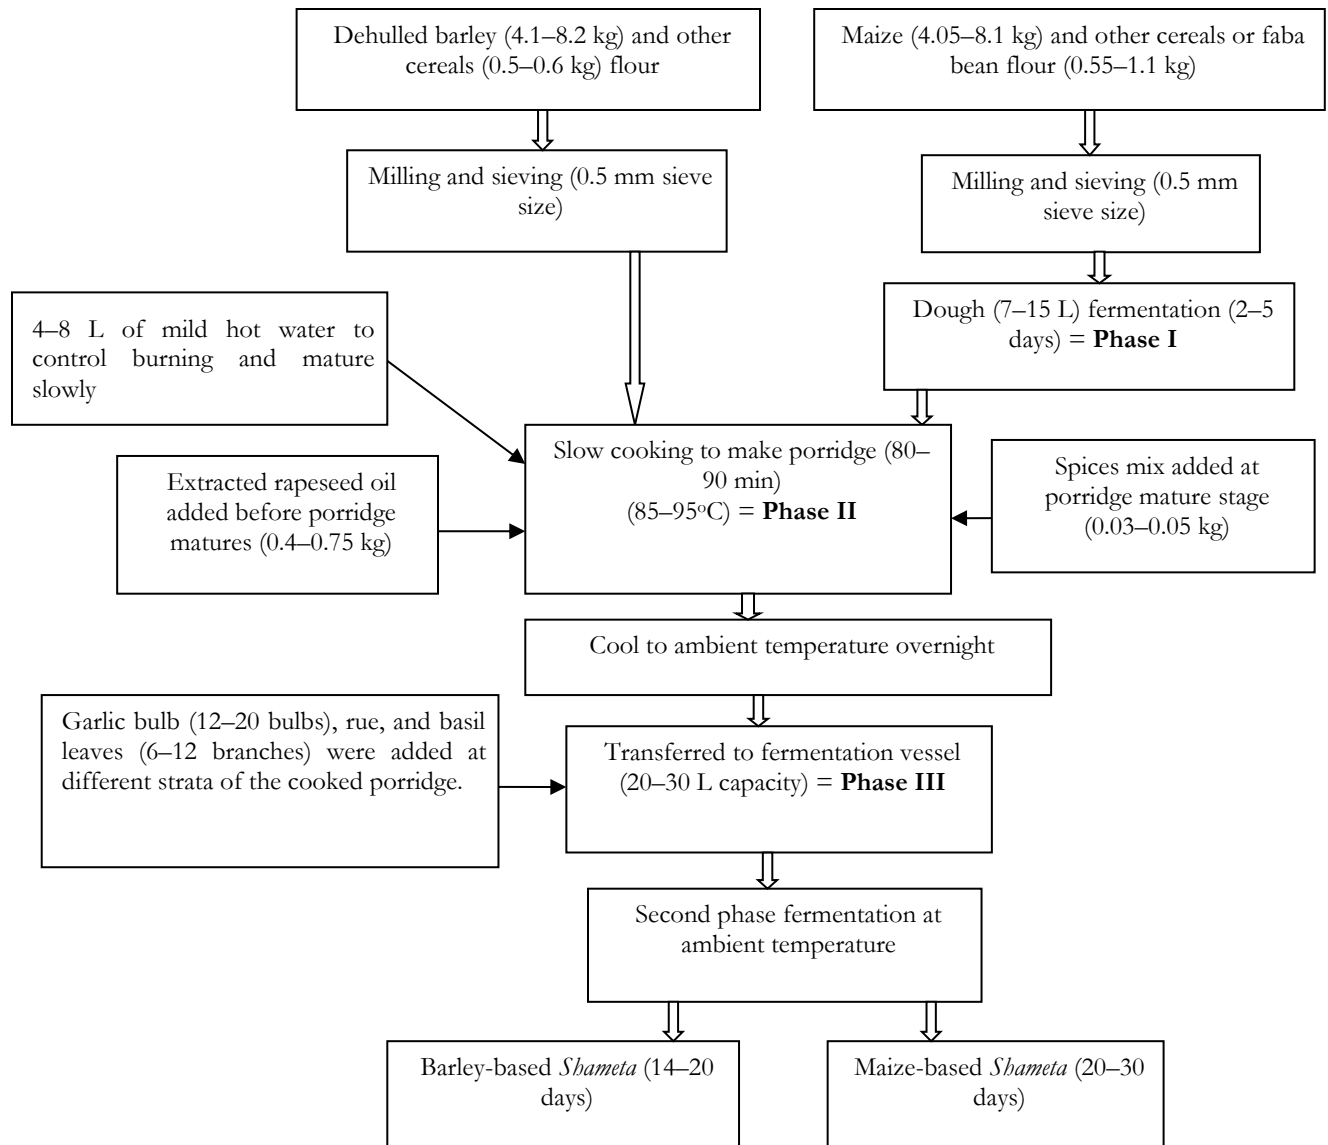 Dehulled barley (4.1–8.2 kg) and other
cereals (0.5–0.6 kg) flour
Maize (4.05–8.1 kg) and other cereals or faba
bean flour (0.55–1.1 kg)
Milling and sieving (0.5 mm sieve
size)
Milling and sieving (0.5 mm
sieve size)
Dough (7–15 L) fermentation (2–5
days) = Phase I
4–8 L of mild hot water to
control burning and mature
slowly
Slow cooking to make porridge (80–
90 min)
(85–95ºC) = Phase II
Extracted rapeseed oil
added before porridge
matures (0.4–0.75 kg)
Spices mix added at
porridge mature stage
(0.03–0.05 kg)
Cool to ambient temperature overnight
Garlic bulb (12–20 bulbs), rue, and basil
leaves (6–12 branches) were added at
different strata of the cooked porridge.
Transferred to fermentation vessel
(20–30 L capacity) = Phase III
Second phase fermentation at
ambient temperature
Barley-based Shameta (14–20
days)
Maize-based Shameta (20–30
days)